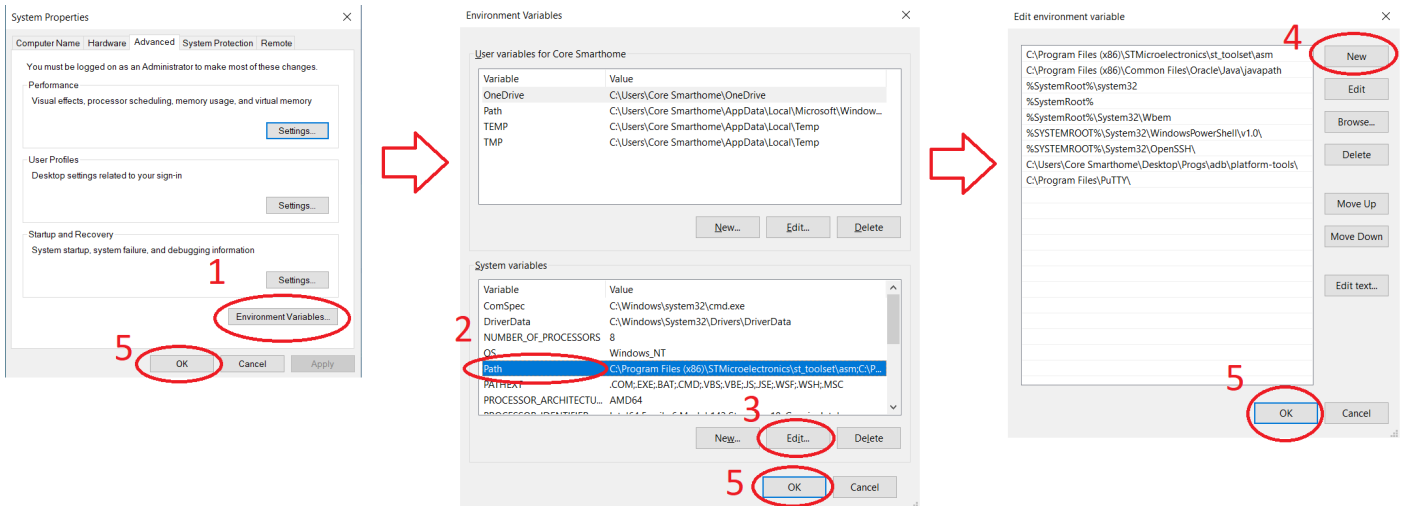 System Properties
Computer Name Hardware Advanced System Protection Remote
You must be logged on as an Administrator to make most of these changes.
Performance
Visual effects, processor scheduling, memory usage, and virtual memory
Settings...
User Profiles
Desktop settings related to your sign-in
Settings...
Startup and Recovery
System startup, system failure, and debugging information
1
Settings...
Environment Variables...
5
OK Cancel Apply
Environment Variables
User variables for Core Smarthome
Variable Value
OneDrive C:\Users\Core Smarthome\OneDrive
Path C:\Users\Core Smarthome\AppData\Local\Microsoft\Window...
TEMP C:\Users\Core Smarthome\AppData\Local\Temp
TMP C:\Users\Core Smarthome\AppData\Local\Temp
New... Edit... Delete
System variables
Variable Value
ComSpec C:\Windows\system32\cmd.exe
DriverData C:\Windows\System32\Drivers\DriverData
2
NUMBER_OF_PROCESSORS 8
OS Windows_NT
Path C:\Program Files (x86)\STMicroelectronics\st_toolset\asm;C:\P...
PATHEXT .COM;.EXE;.BAT;.CMD;.VBS;.VBE;.JS;.JSE;.WSF;.WSH;.MSC
PROCESSOR_ARCHITECTU... AMD64
3
New... Edit... Delete
5
OK Cancel
Edit environment variable
4
C:\Program Files (x86)\STMicroelectronics\st_toolset\asm
New
C:\Program Files (x86)\Common Files\Oracle\Java\javapath
%SystemRoot%\system32
Edit
%SystemRoot%
%SystemRoot%\System32\Wbem
Browse...
%SYSTEMROOT%\System32\WindowsPowerShell\v1.0\
%SYSTEMROOT%\System32\OpenSSH\
Delete
C:\Users\Core Smarthome\Desktop\Progs\adb\platform-tools\
C:\Program Files\PuTTY\
Move Up
Move Down
Edit text...
5
OK Cancel